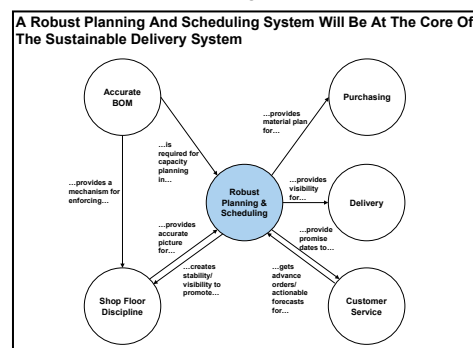 A Robust Planning And Scheduling System Will Be At The Core Of
The Sustainable Delivery System
Accurate
BOM
Purchasing
…provides
material plan
for…
…is
required for
capacity
planning
in…
…provides a
mechanism for
enforcing…
Robust
Planning &
Scheduling
…provides
visibility
for…
Delivery
…provides
accurate
picture for…
…provide
promise
dates to…
…creates
stability/
visibility to
promote…
…gets
advance
orders/
actionable
forecasts
for…
Shop Floor
Discipline
Customer
Service